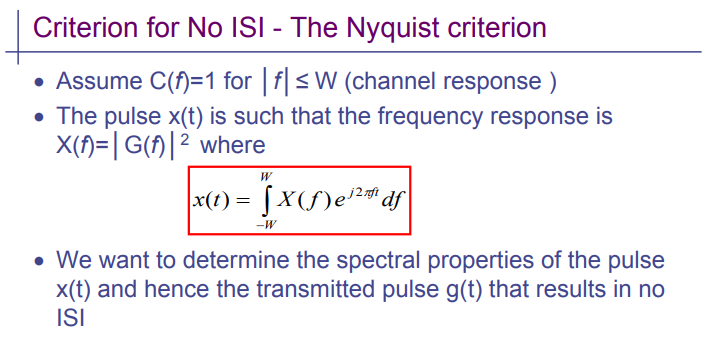 Criterion for No ISI - The Nyquist criterion
• Assume C(f)=1 for |f| ≤ W (channel response )
• The pulse x(t) is such that the frequency response is
X(f)=|G(f)|² where
x(t) = ∫_{-W}^{W} X(f)e^{j2πft} df
• We want to determine the spectral properties of the pulse
x(t) and hence the transmitted pulse g(t) that results in no
ISI